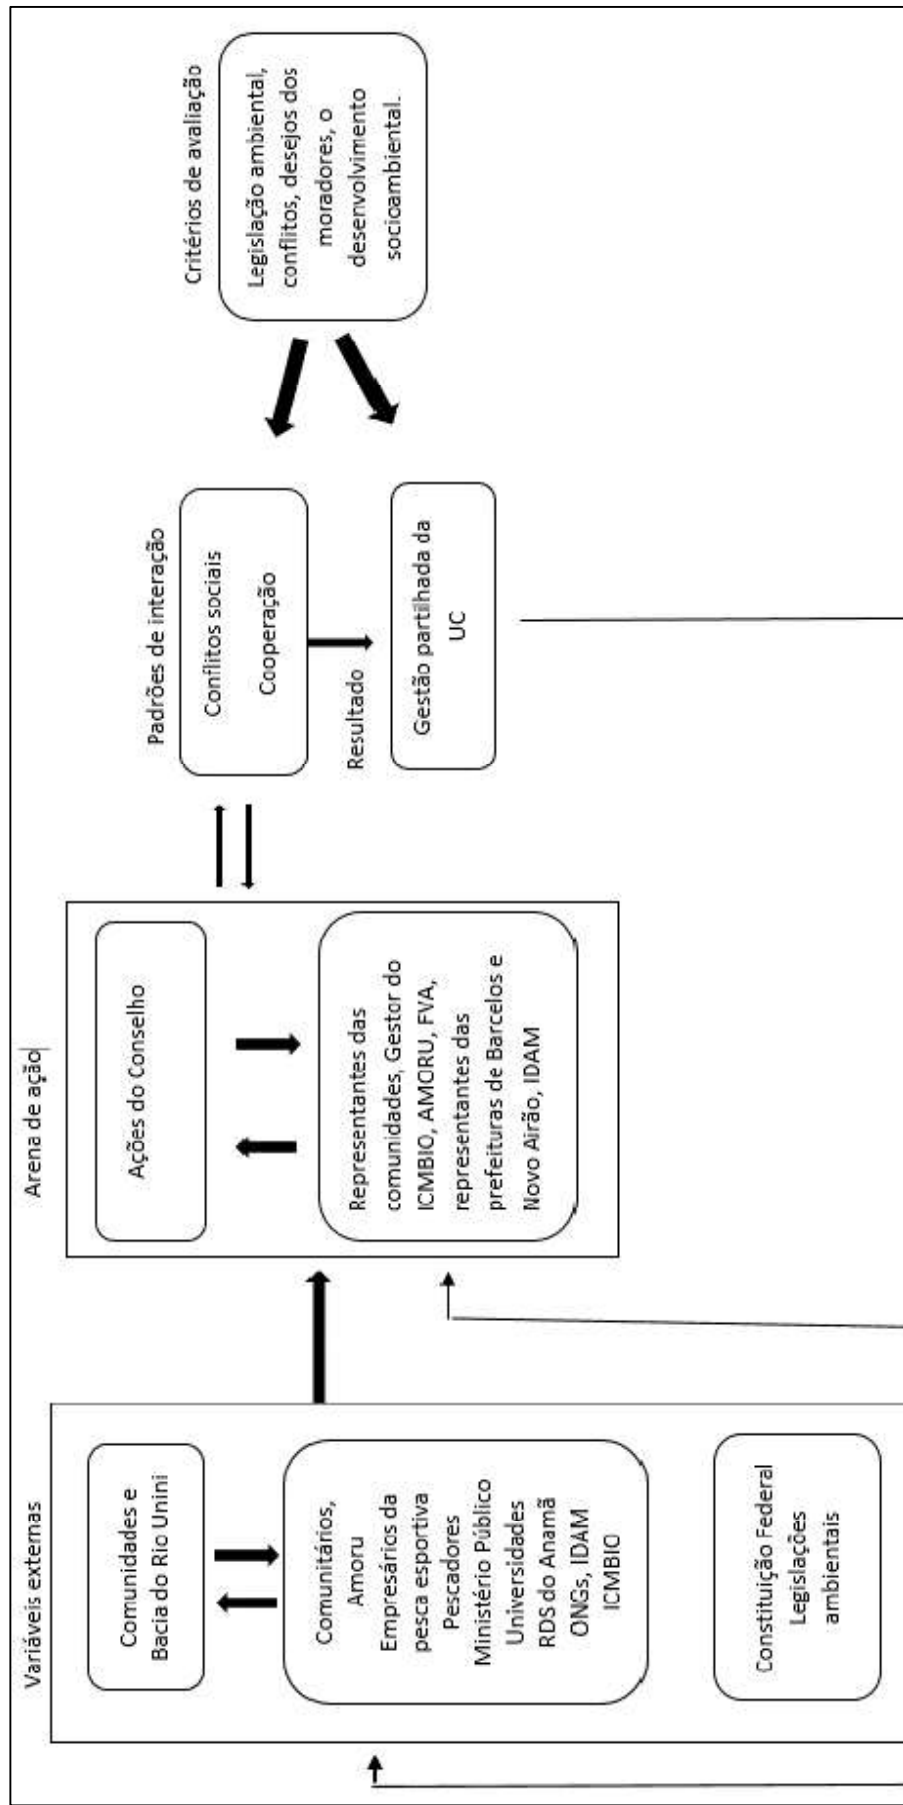 Variáveis externas
Comunidades e
Bacia do Rio Unini
Comunitários,
Amoru
Empresários da
pesca esportiva
Pescadores
Ministério Público
Universidades
RDS do Anamã
ONGs, IDAM
ICMBIO
Constituição Federal
Legislações
ambientais
Arena de ação
Ações do Conselho
Representantes das
comunidades, Gestor do
ICMBIO, AMORU, FVA,
representantes das
prefeituras de Barcelos e
Novo Airão, IDAM
Padrões de interação
Conflitos sociais
Cooperação
Resultado
Gestão partilhada da
UC
Critérios de avaliação
Legislação ambiental,
conflitos, desejos dos
moradores, o
desenvolvimento
socioambiental.